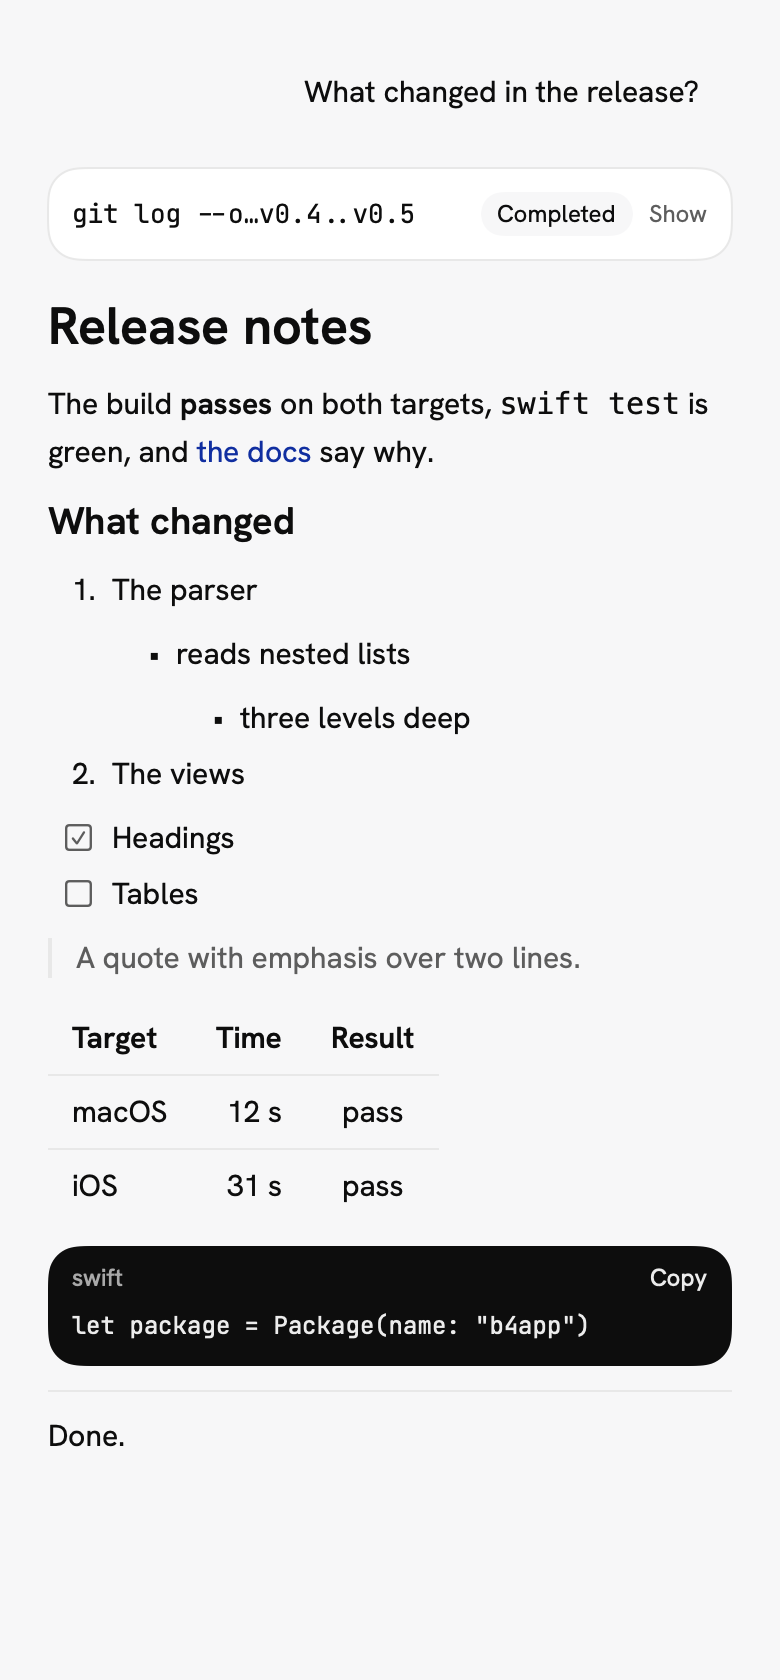 What changed in the release?
git log --o…v0.4..v0.5 Completed Show
Release notes
The build passes on both targets, swift test is
green, and the docs say why.
What changed
1. The parser
▪ reads nested lists
▪ three levels deep
2. The views
Headings
Tables
A quote with emphasis over two lines.
Target Time Result
macOS 12 s pass
iOS 31 s pass
swift Copy
let package = Package(name: "b4app")
Done.